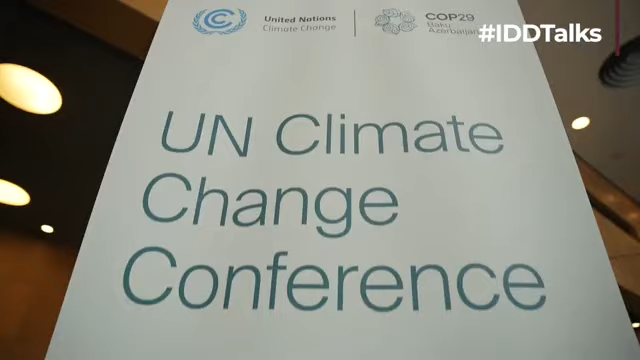 United Nations
Climate Change
COP29
Baku
Azerbaijan
#IDDTalks
UN Climate
Change
Conference